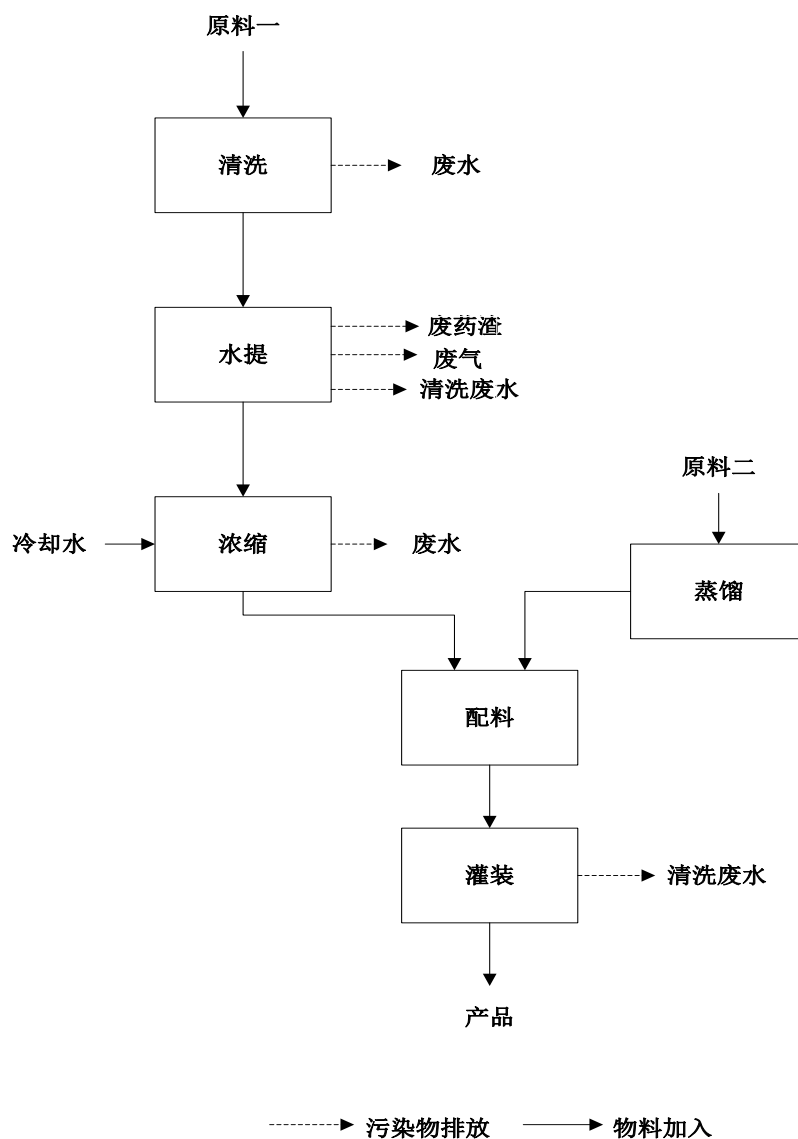 原料一
清洗
废水
水提
废药渣
废气
清洗废水
原料二
冷却水
浓缩
废水
蒸馏
配料
灌装
清洗废水
产品
污染物排放
物料加入